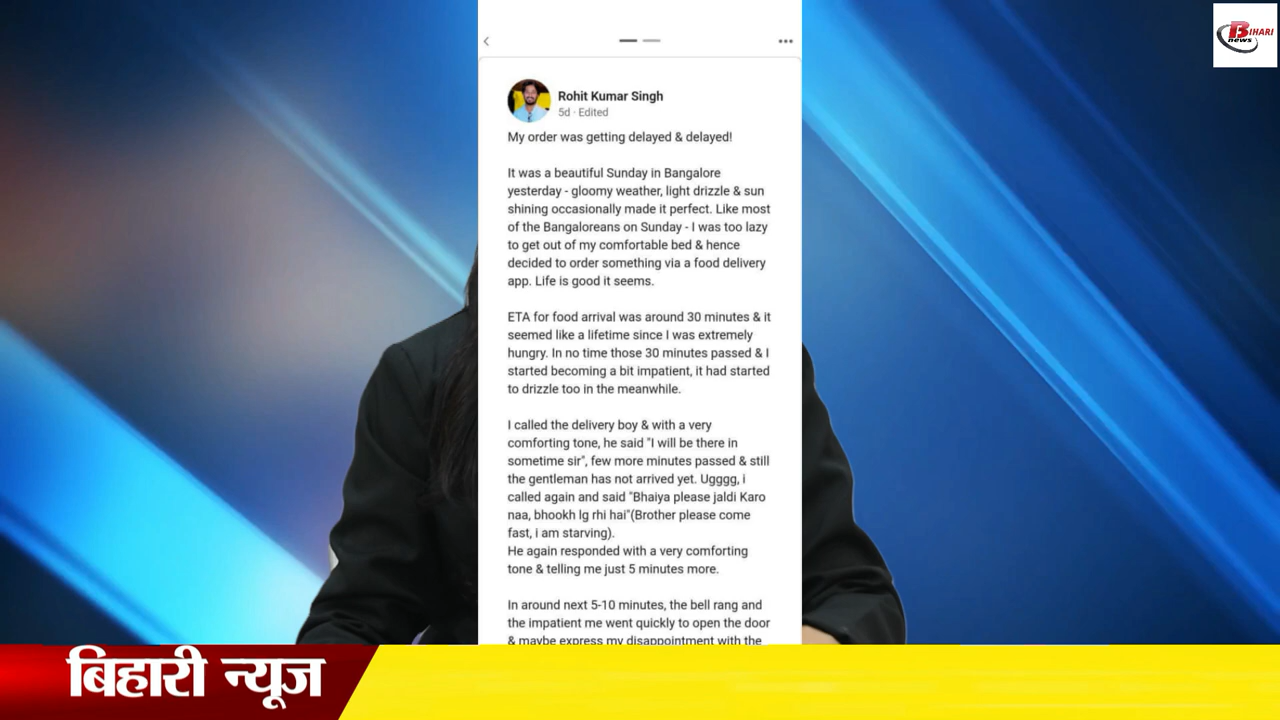 BIHARI
news
Rohit Kumar Singh
5d · Edited
My order was getting delayed & delayed!
It was a beautiful Sunday in Bangalore
yesterday - gloomy weather, light drizzle & sun
shining occasionally made it perfect. Like most
of the Bangaloreans on Sunday - I was too lazy
to get out of my comfortable bed & hence
decided to order something via a food delivery
app. Life is good it seems.
ETA for food arrival was around 30 minutes & it
seemed like a lifetime since I was extremely
hungry. In no time those 30 minutes passed & I
started becoming a bit impatient, it had started
to drizzle too in the meanwhile.
I called the delivery boy & with a very
comforting tone, he said "I will be there in
sometime sir", few more minutes passed & still
the gentleman has not arrived yet. Ugggg, i
called again and said "Bhaiya please jaldi Karo
naa, bhookh lg rhi hai"(Brother please come
fast, i am starving).
He again responded with a very comforting
tone & telling me just 5 minutes more.
In around next 5-10 minutes, the bell rang and
the impatient me went quickly to open the door
& maybe express my disappointment with the
बिहारी न्यूज